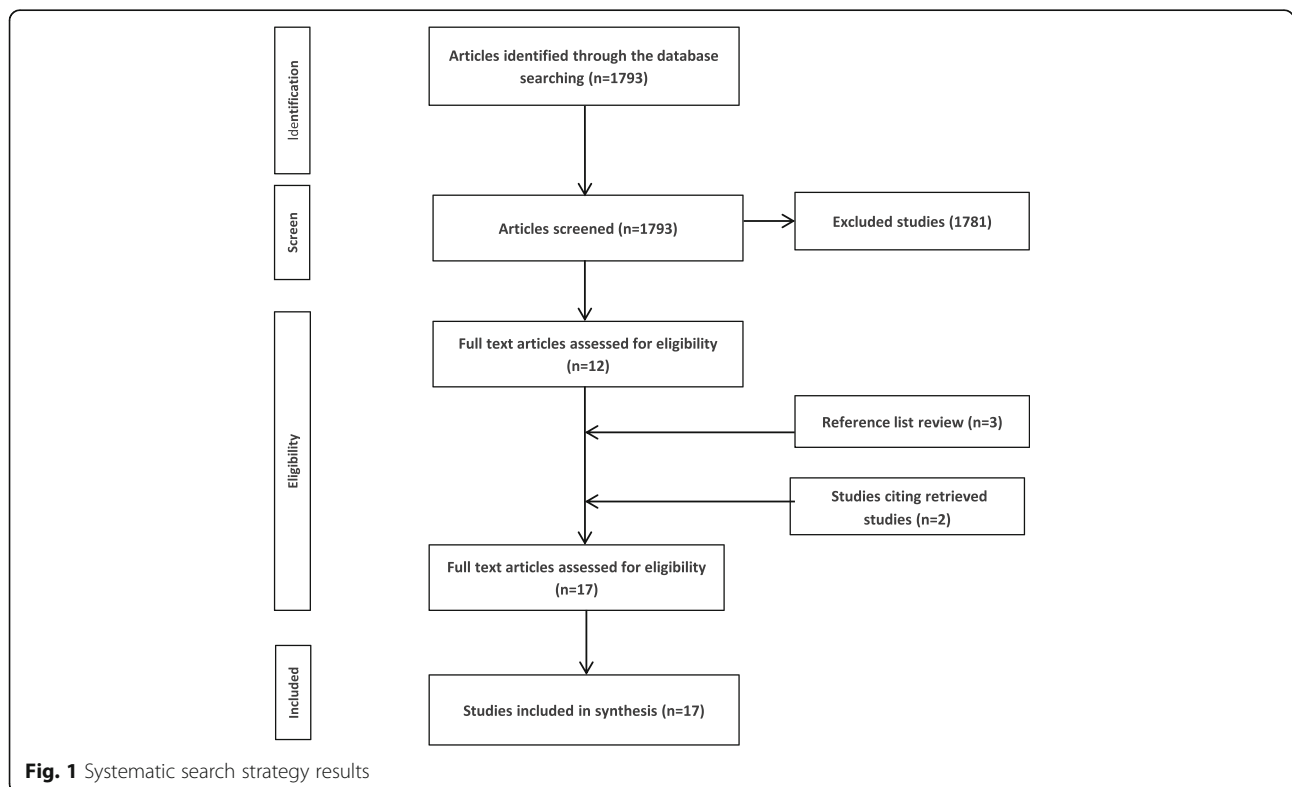 Identification
Articles identified through the database
searching (n=1793)
Screen
Articles screened (n=1793)
Excluded studies (1781)
Eligibility
Full text articles assessed for eligibility
(n=12)
Reference list review (n=3)
Studies citing retrieved
studies (n=2)
Full text articles assessed for eligibility
(n=17)
Included
Studies included in synthesis (n=17)
Fig. 1 Systematic search strategy results